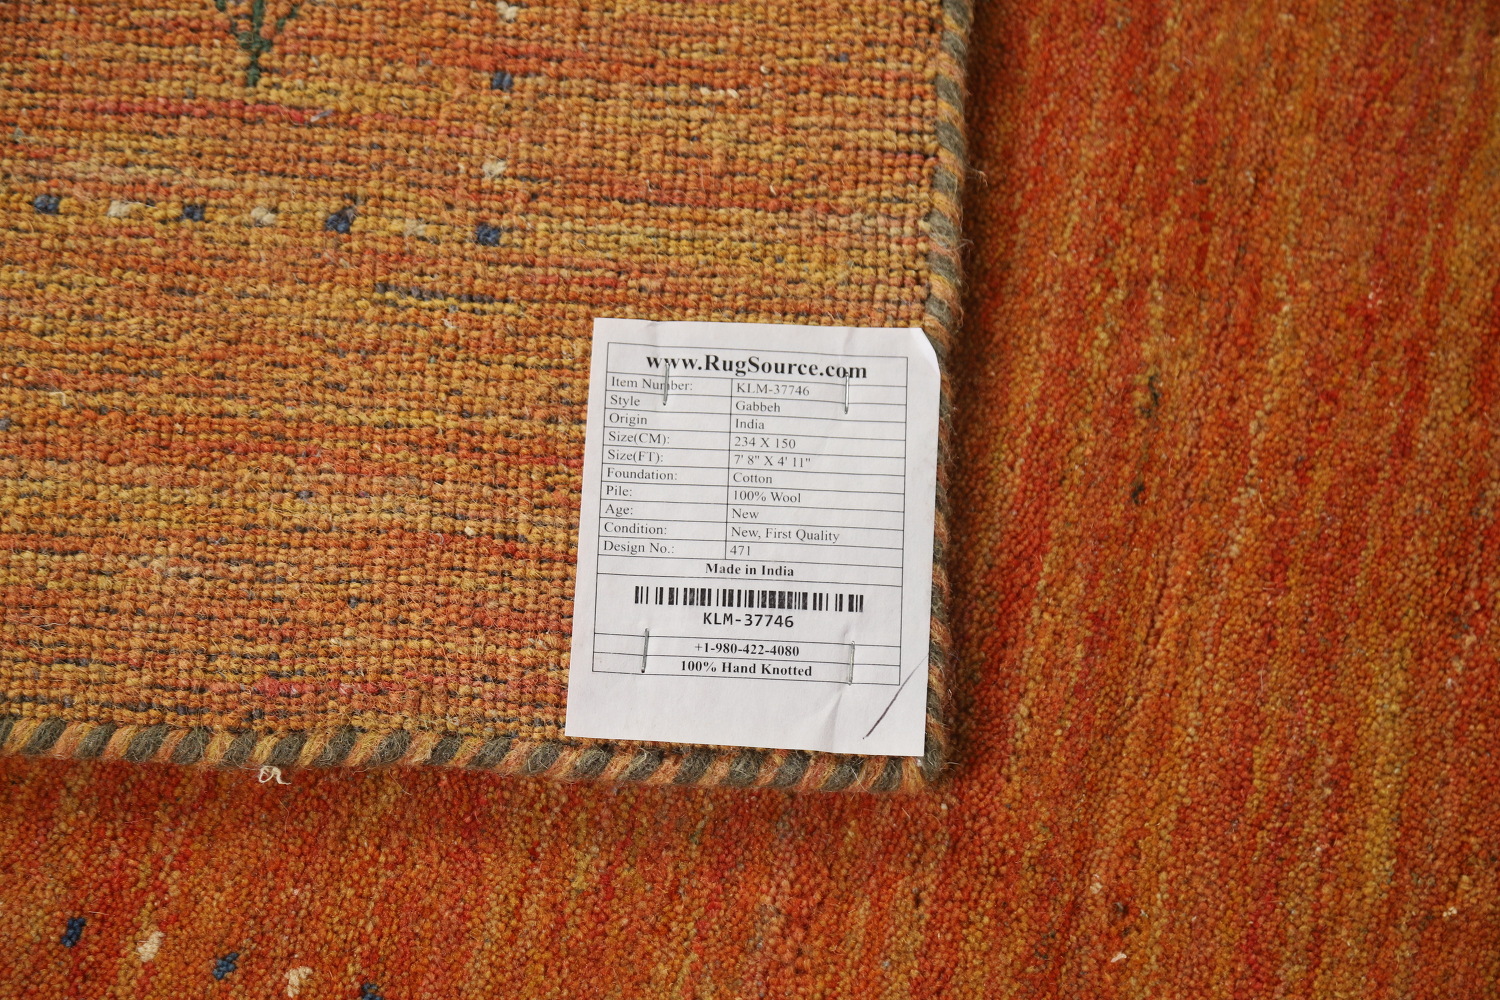 www.RugSource.com
Item Number: KLM-37746
Style Gabbeh
Origin India
Size(CM): 234 X 150
Size(FT): 7' 8" X 4' 11"
Foundation: Cotton
Pile: 100% Wool
Age: New
Condition: New, First Quality
Design No.: 471
Made in India
KLM-37746
+1-980-422-4080
100% Hand Knotted